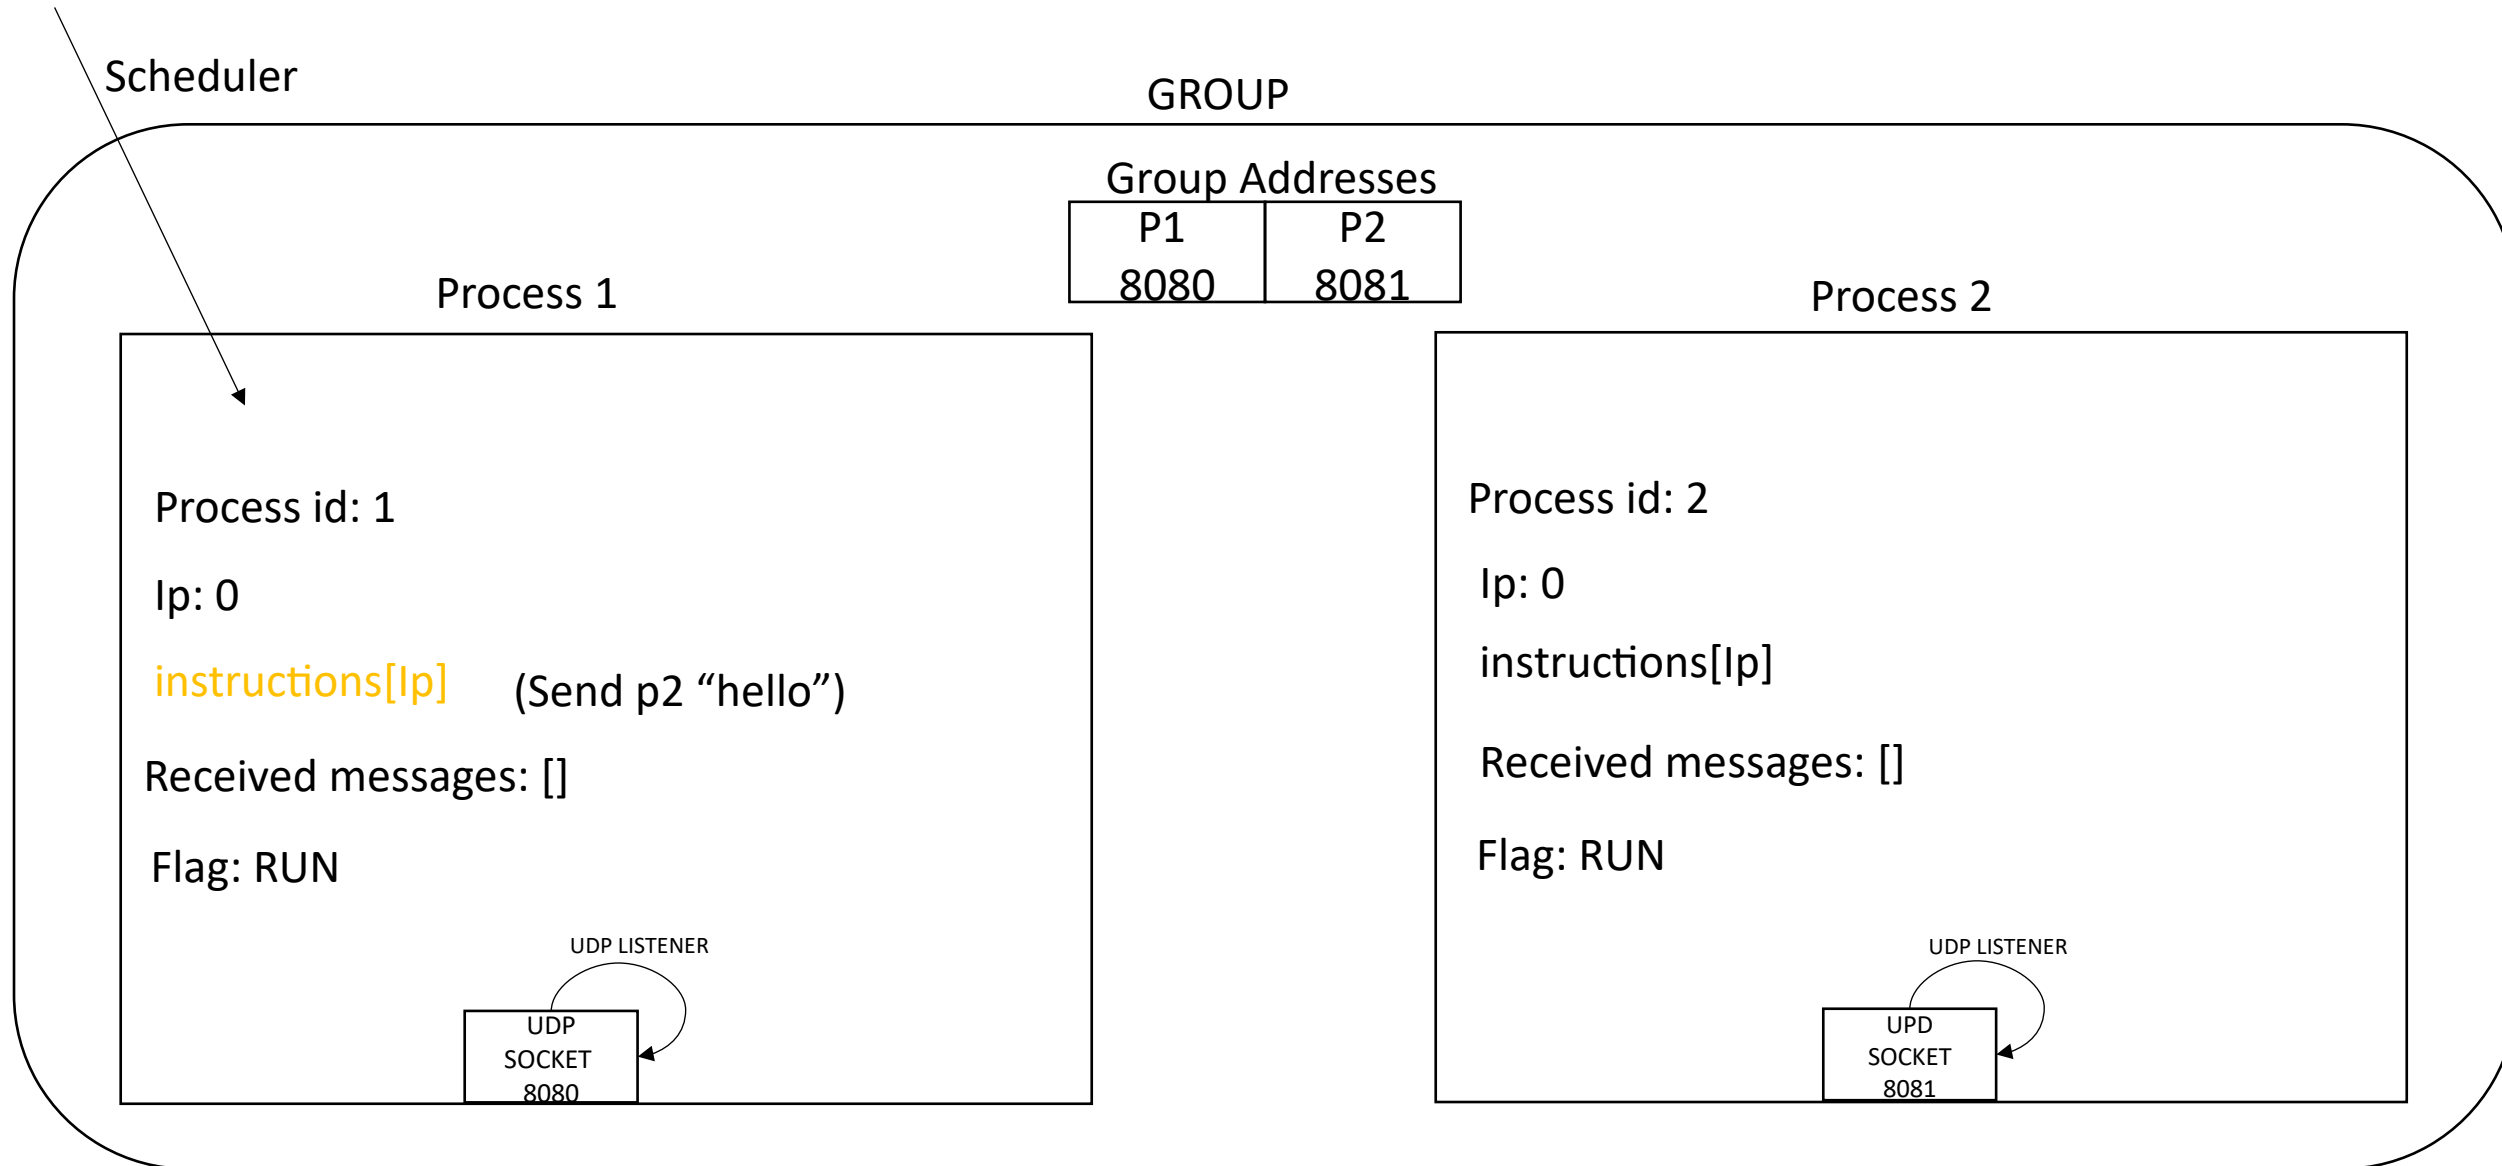 Scheduler
GROUP
Group Addresses
P1
8080
P2
8081
Process 1
Process id: 1
Ip: 0
instructions[Ip]
(Send p2 “hello”)
Received messages: []
Flag: RUN
UDP LISTENER
UDP
SOCKET
8080
Process 2
Process id: 2
Ip: 0
instructions[Ip]
Received messages: []
Flag: RUN
UDP LISTENER
UPD
SOCKET
8081